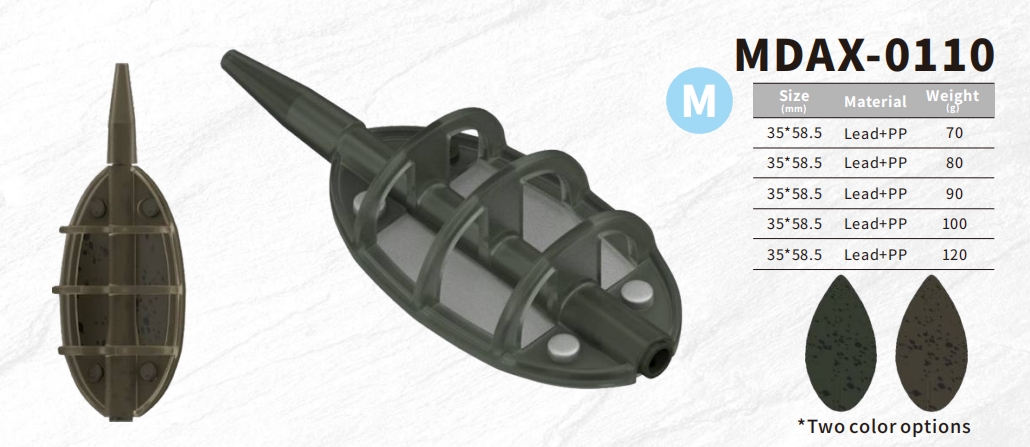 MDAX-0110
M
Size Material Weight
(mm) (g)
35*58.5 Lead+PP 70
35*58.5 Lead+PP 80
35*58.5 Lead+PP 90
35*58.5 Lead+PP 100
35*58.5 Lead+PP 120
*Two color options